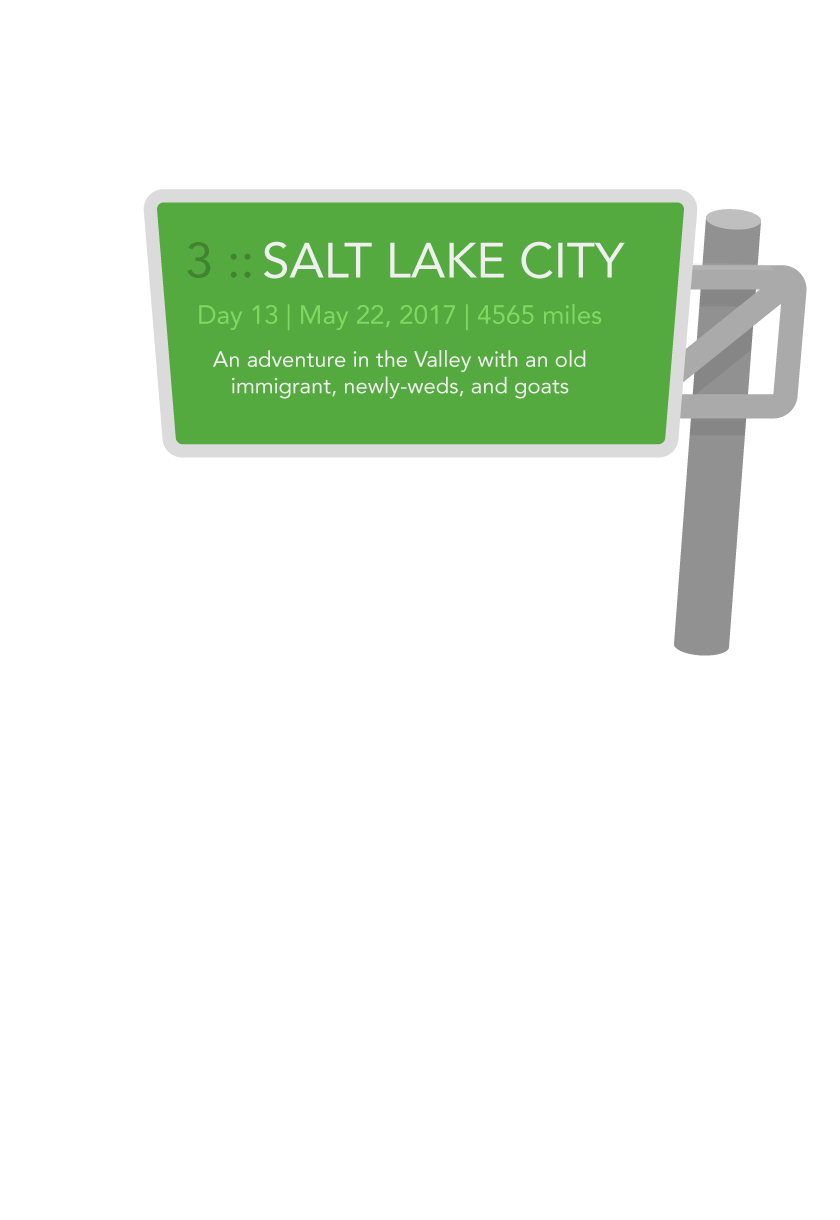 3 :: SALT LAKE CITY
Day 13 | May 22, 2017 | 4565 miles
An adventure in the Valley with an old
immigrant, newly-weds, and goats